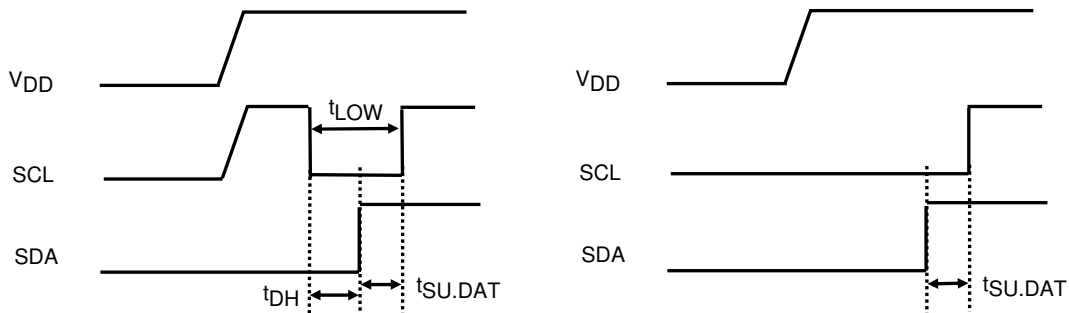 VDD
tLOW
SCL
SDA
tDH
tSU.DAT
VDD
SCL
SDA
tSU.DAT